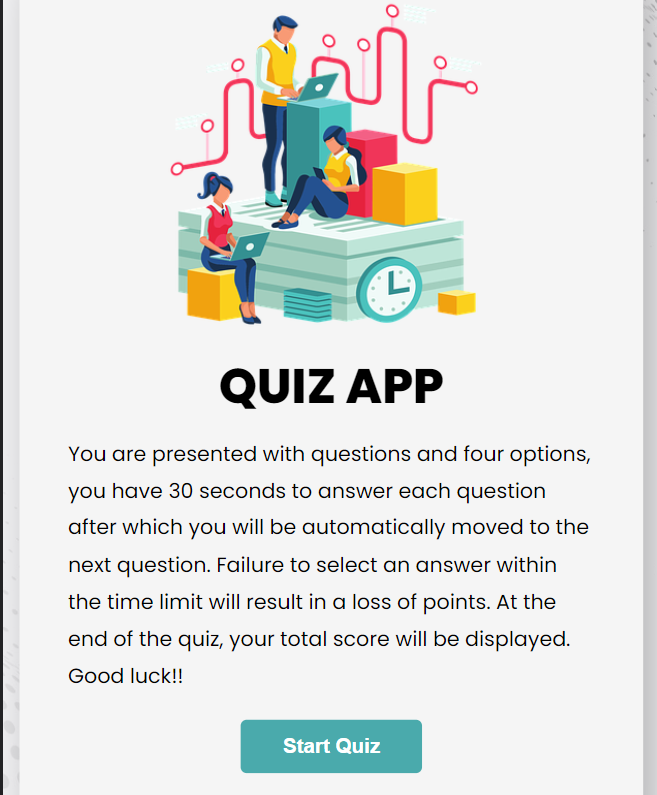 QUIZ APP
You are presented with questions and four options,
you have 30 seconds to answer each question
after which you will be automatically moved to the
next question. Failure to select an answer within
the time limit will result in a loss of points. At the
end of the quiz, your total score will be displayed.
Good luck!!
Start Quiz